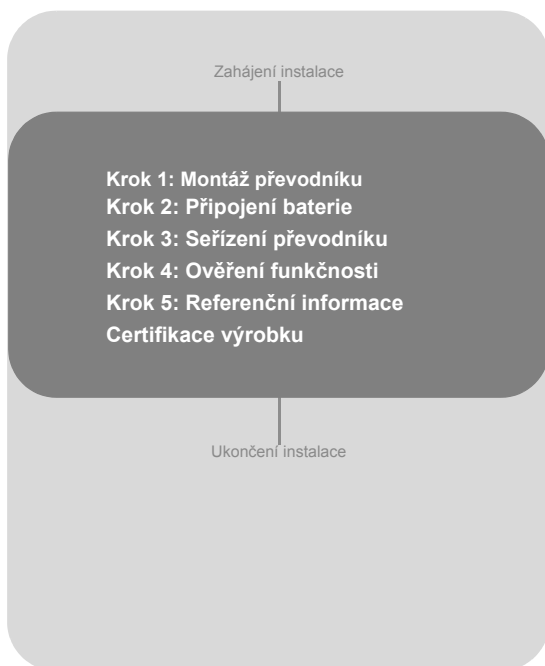 Zahájení instalace
Krok 1: Montáž převodníku
Krok 2: Připojení baterie
Krok 3: Seřízení převodníku
Krok 4: Ověření funkčnosti
Krok 5: Referenční informace
Certifikace výrobku
Ukončení instalace